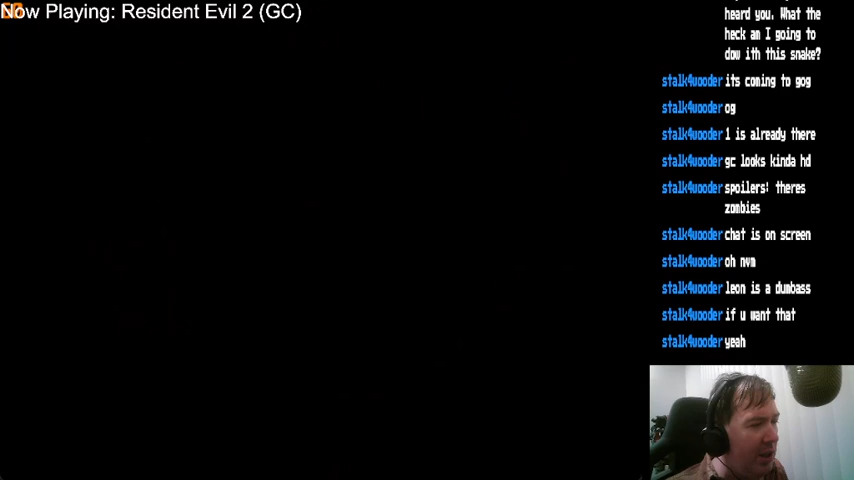 Now Playing: Resident Evil 2 (GC)
heard you. What the
heck am I going to
dow ith this snake?
stalk4wooder its coming to gog
stalk4wooder og
stalk4wooder 1 is already there
stalk4wooder gc looks kinda hd
stalk4wooder spoilers! theres
zombies
stalk4wooder chat is on screen
stalk4wooder oh nvm
stalk4wooder leon is a dumbass
stalk4wooder if u want that
stalk4wooder yeah